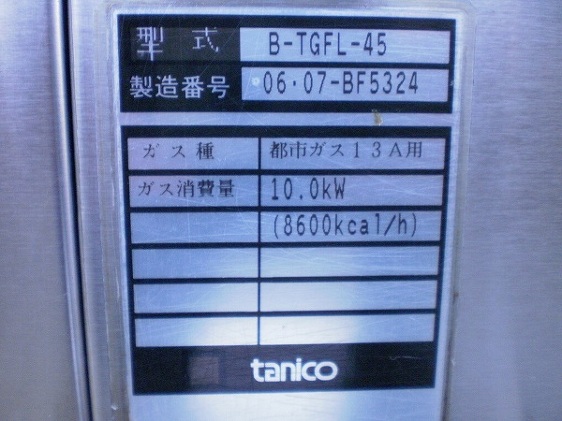 型 式 B-TGFL-45
製造番号 06・07-BF5324
ガス種 都市ガス13A用
ガス消費量 10.0kW
(8600kcal/h)
tanico